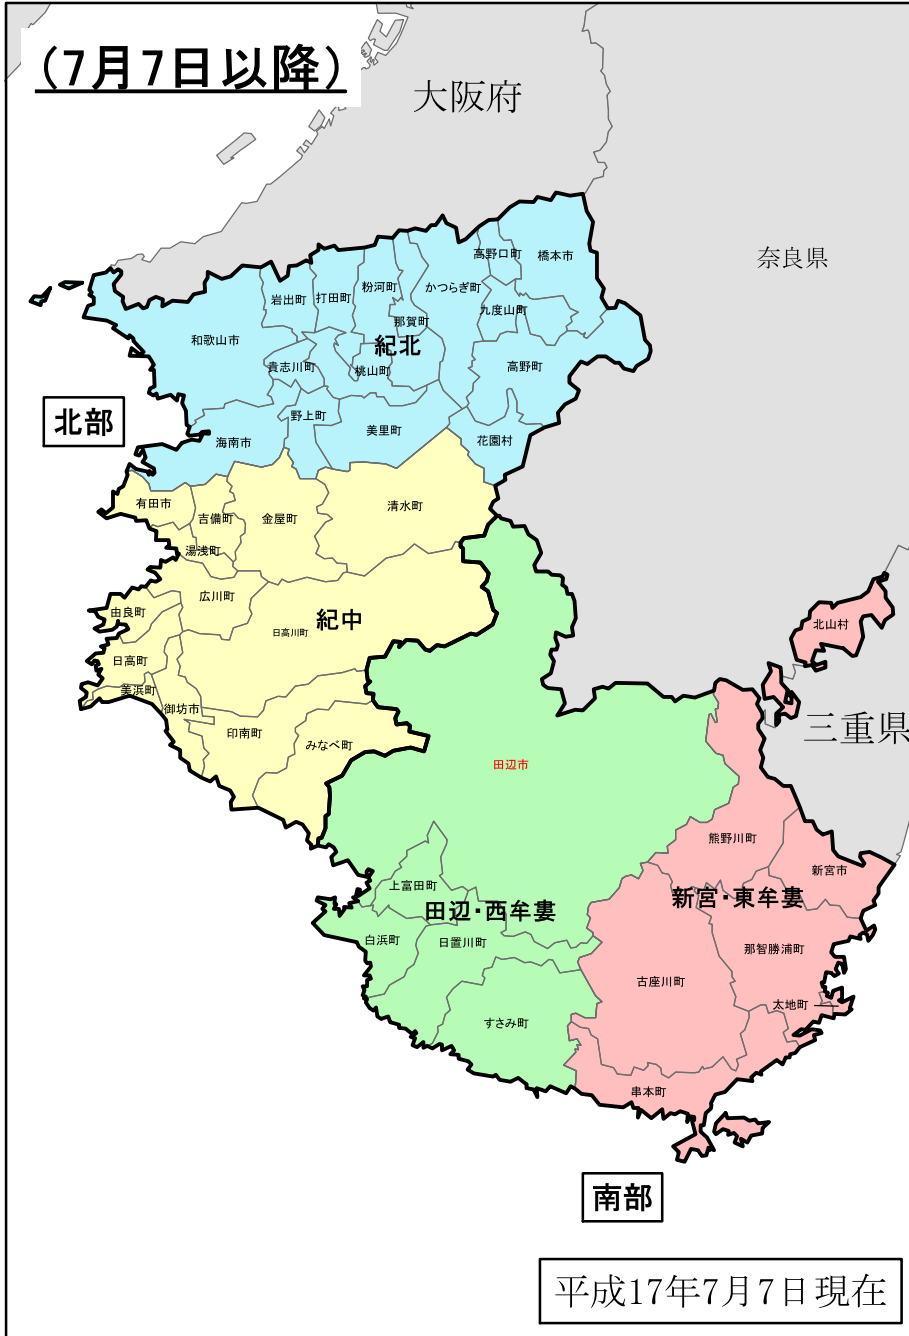 (7月7日以降)
大阪府
奈良県
高野口町
橋本市
粉河町
かつらぎ町
岩出町
打田町
九度山町
那賀町
和歌山市
紀北
貴志川町
桃山町
高野町
北部
野上町
美里町
海南市
花園村
有田市
吉備町
金屋町
清水町
湯浅町
広川町
由良町
紀中
日高川町
北山村
日高町
美浜町
御坊市
印南町
みなべ町
三重県
田辺市
熊野川町
新宮市
上富田町
田辺・西牟婁
新宮・東牟婁
白浜町
日置川町
那智勝浦町
古座川町
太地町
すさみ町
串本町
南部
平成17年7月7日現在